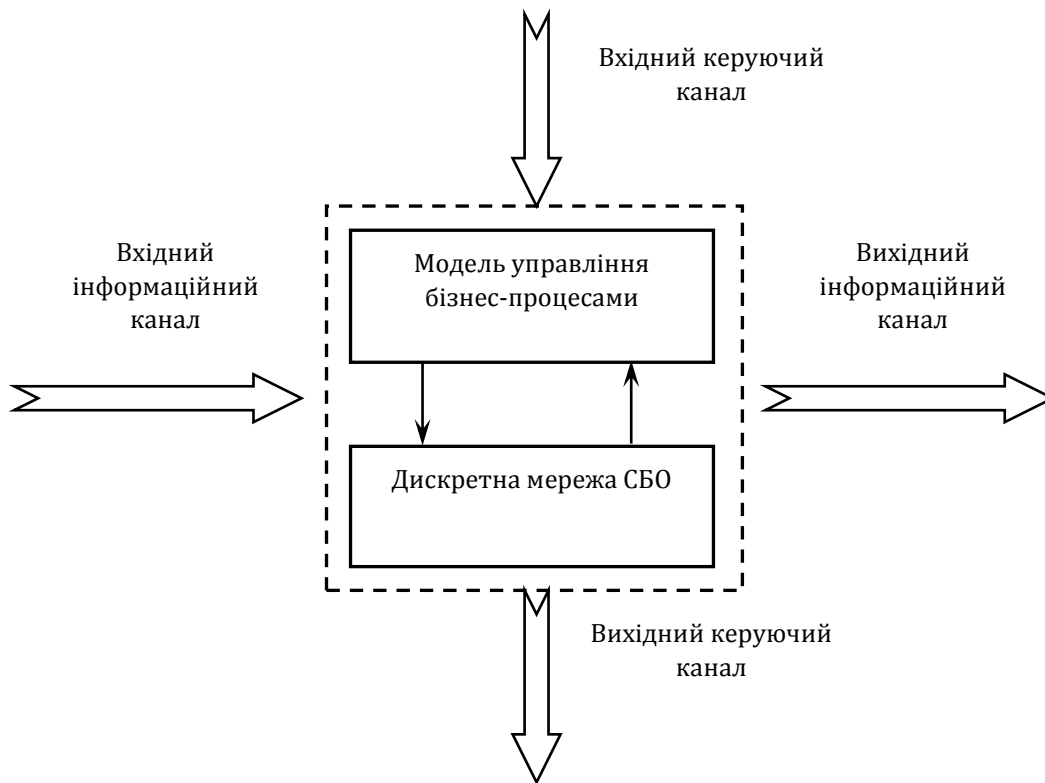 Вхідний керуючий
канал
Вхідний
інформаційний
канал
Модель управління
бізнес-процесами
Вихідний
інформаційний
канал
Дискретна мережа СБО
Вихідний керуючий
канал